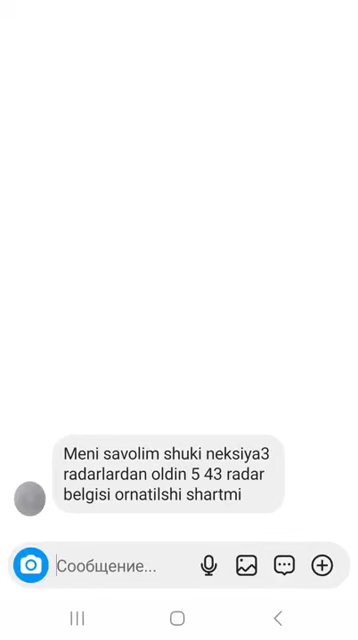 Meni savolim shuki neksiya3
radarlardan oldin 5 43 radar
belgisi ornatilshi shartmi
Сообщение...